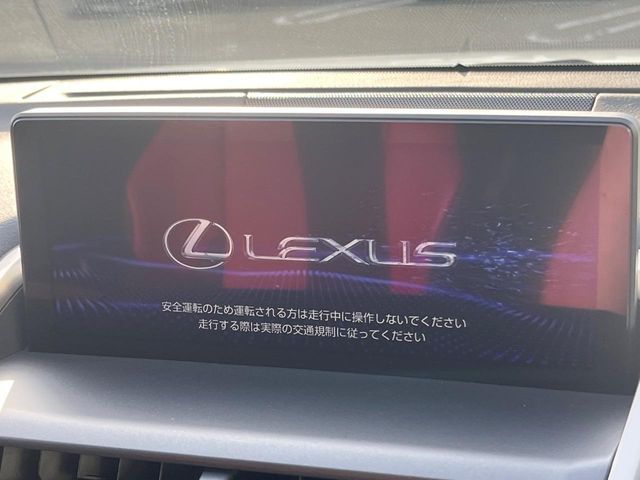 LEXUS
安全運転のため運転される方は走行中に操作しないでください
走行する際は実際の交通規制に従ってください